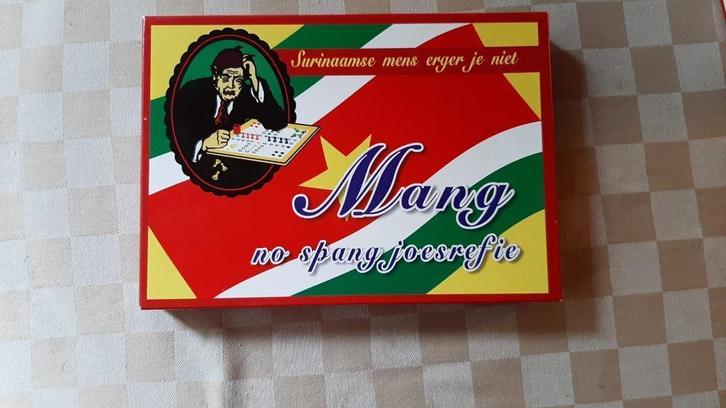 Surinaamse mens erger je niet
Mang
no spang joesrefie